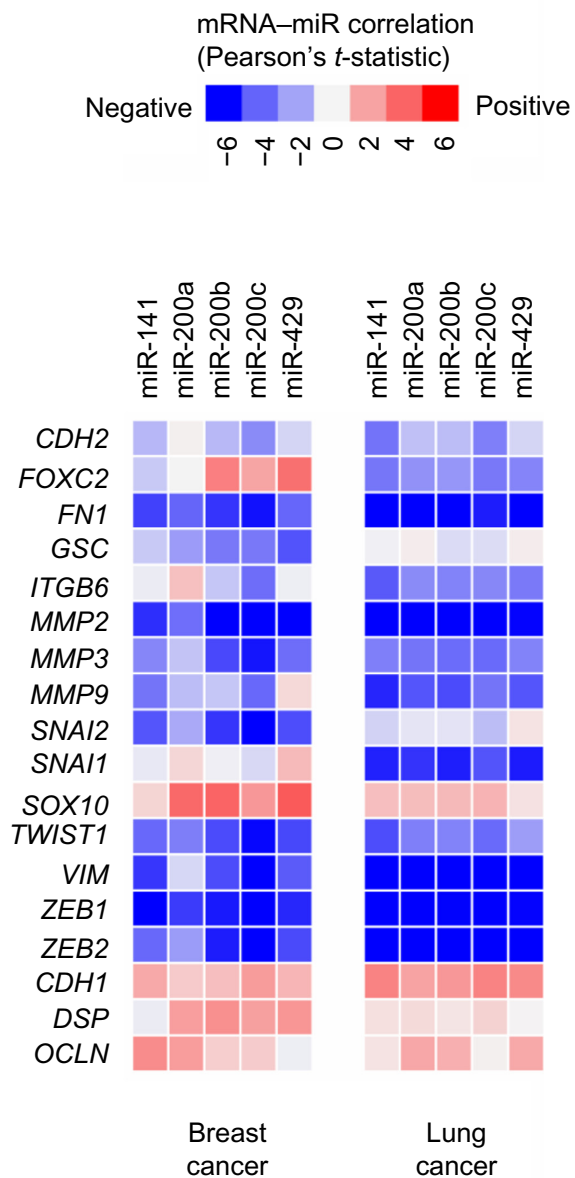 mRNA–miR correlation
(Pearson's t-statistic)
Negative
Positive
−6
−4
−2
0
2
4
6
miR-141
miR-200a
miR-200b
miR-200c
miR-429
miR-141
miR-200a
miR-200b
miR-200c
miR-429
CDH2
FOXC2
FN1
GSC
ITGB6
MMP2
MMP3
MMP9
SNAI2
SNAI1
SOX10
TWIST1
VIM
ZEB1
ZEB2
CDH1
DSP
OCLN
Breast
cancer
Lung
cancer